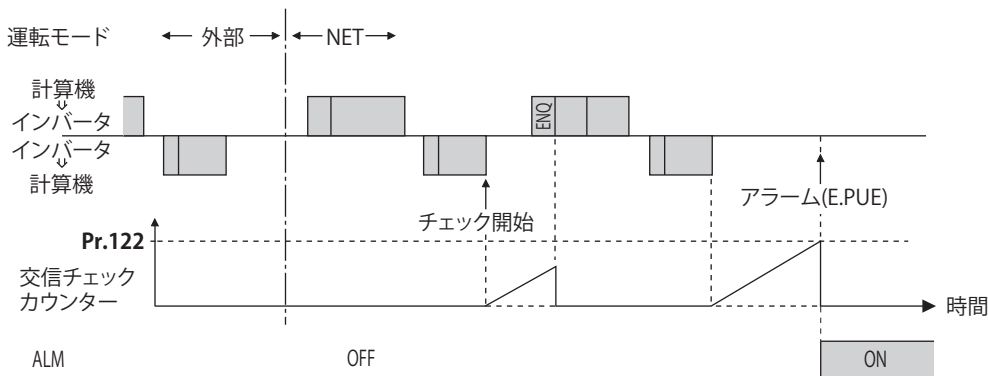 運転モード
外部
NET
計算機
インバータ
インバータ
計算機
ENQ
チェック開始
アラーム(E.PUE)
Pr.122
交信チェック
カウンター
時間
ALM
OFF
ON